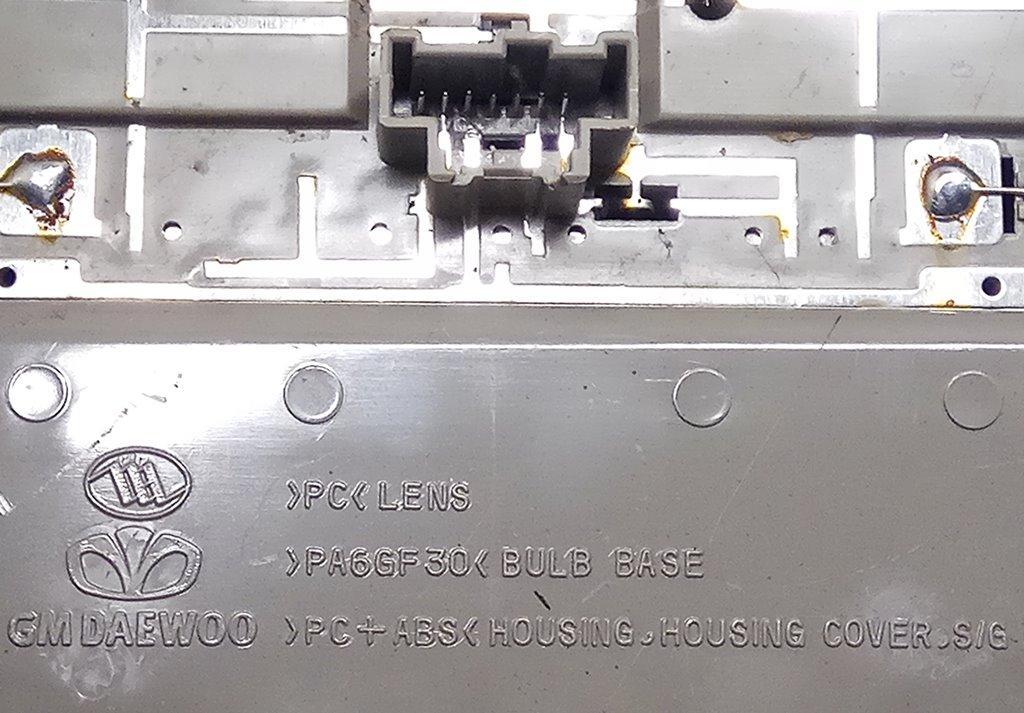 >PC< LENS
>PA6GF30< BULB BASE
GM DAEWOO >PC+ABS< HOUSING, HOUSING COVER, S/G